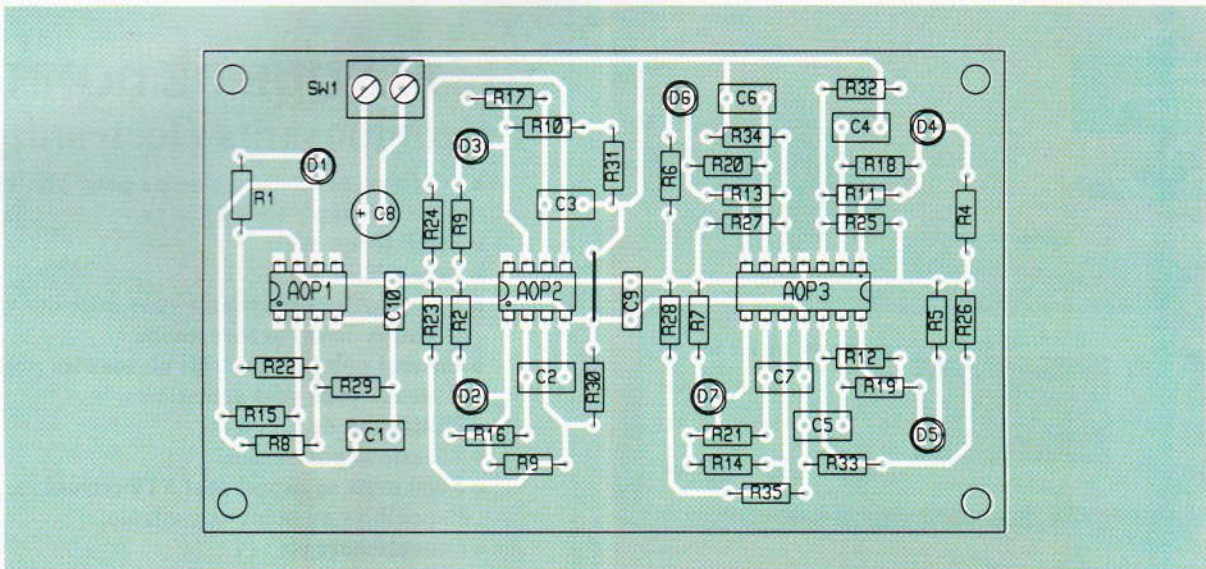 SW1
R17
D6
C6
R32
R10
C4
D4
D3
R34
D1
R31
R6
R20
R18
R1
R13
R11
C8
+
C3
R4
R24
R9
R27
R25
AOP1
AOP2
AOP3
C10
C9
R23
R2
R28
R7
R5
R26
R22
R12
C2
C7
R29
R30
R19
D2
D7
R15
C5
R8
C1
R16
R21
D5
R9
R14
R33
R35